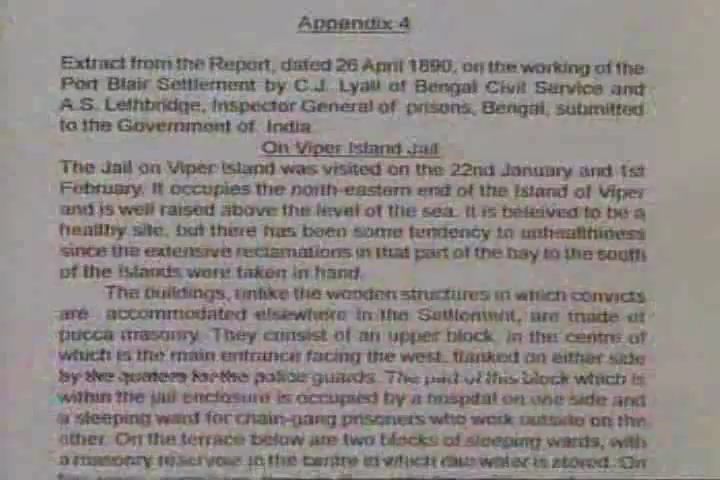 Appendix 4
Extract from the Report, dated 26 April 1890, on the working of the
Port Blair Settlement by C.J. Lyall of Bengal Civil Service and
A.S. Lethbridge, Inspector General of prisons, Bengal, submitted
to the Government of India
On Viper Island Jail
The Jail on Viper Island was visited on the 22nd January and 1st
February. It occupies the north-eastern end of the Island of Viper
and is well raised above the level of the sea. It is beleived to be a
healthy site, but there has been some tendency to unhealthiness
since the extensive reclamations in that part of the bay to the south
of the Islands were taken in hand.
The buildings, unlike the wooden structures in which convicts
are accommodated elsewhere in the Settlement, are made of
pucca masonry. They consist of an upper block, in the centre of
which is the main entrance facing the west, flanked on either side
by the quaters for the police guards. The part of this block which is
within the jail enclosure is occupied by a hospital on one side and
a sleeping ward for chain-gang prisoners who work outside on the
other. On the terrace below are two blocks of sleeping wards, with
a masonry reservoir in the centre in which rain water is stored. On